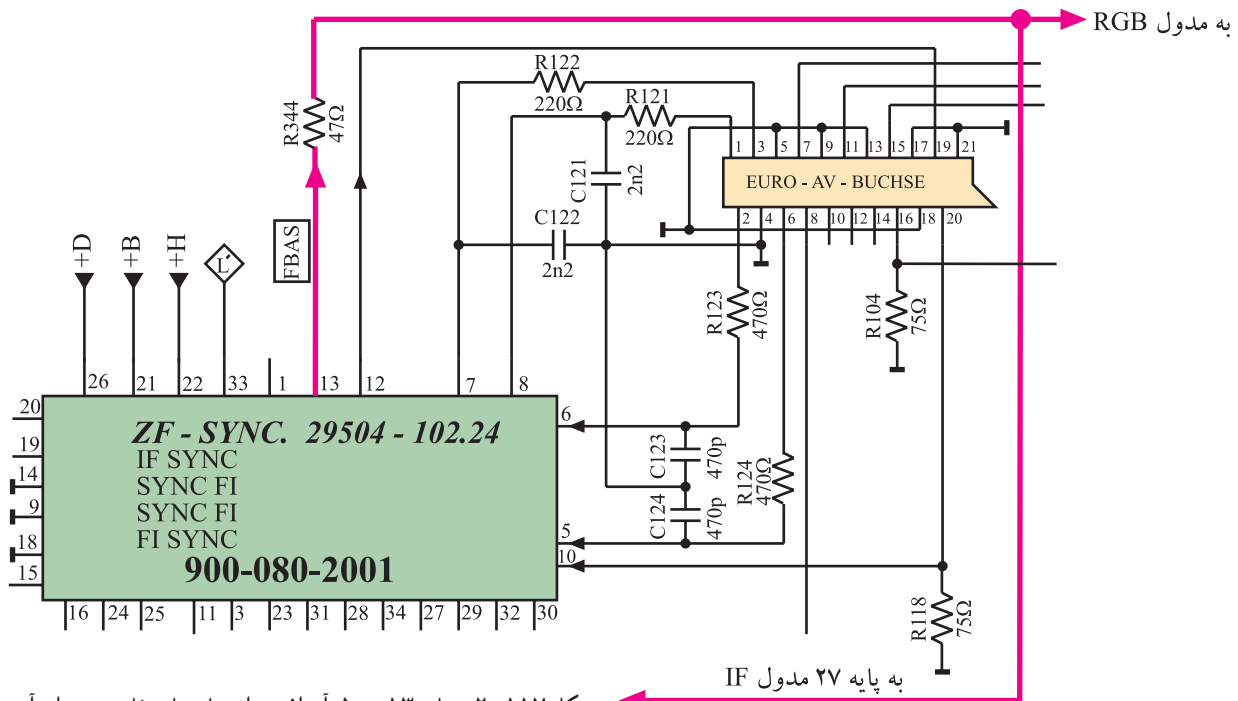 به مدول RGB
R122
220Ω
R121
220Ω
R344
47Ω
C121
2n2
1 3 5 7 9 11 13 15 17 19 21
EURO - AV - BUCHSE
2 4 6 8 10 12 14 16 18 20
C122
2n2
+D
+B
+H
L'
FBAS
R123
470Ω
R104
75Ω
26 21 22 33 1 13 12 7 8
20
19
14
9
18
15
ZF - SYNC. 29504 - 102.24
IF SYNC
SYNC FI
SYNC FI
FI SYNC
900-080-2001
6
5
10
C123
470p
C124
470p
R124
470Ω
16 24 25 11 3 23 31 28 34 27 29 32 30
R118
75Ω
به پایه ۲۷ مدول IF